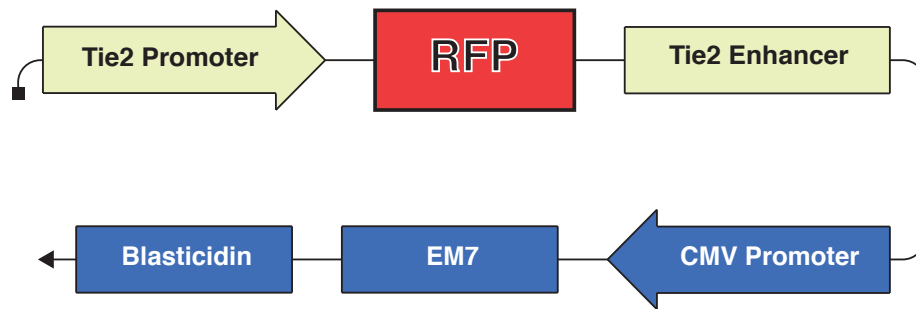 Tie2 Promoter
RFP
Tie2 Enhancer
Blasticidin
EM7
CMV Promoter